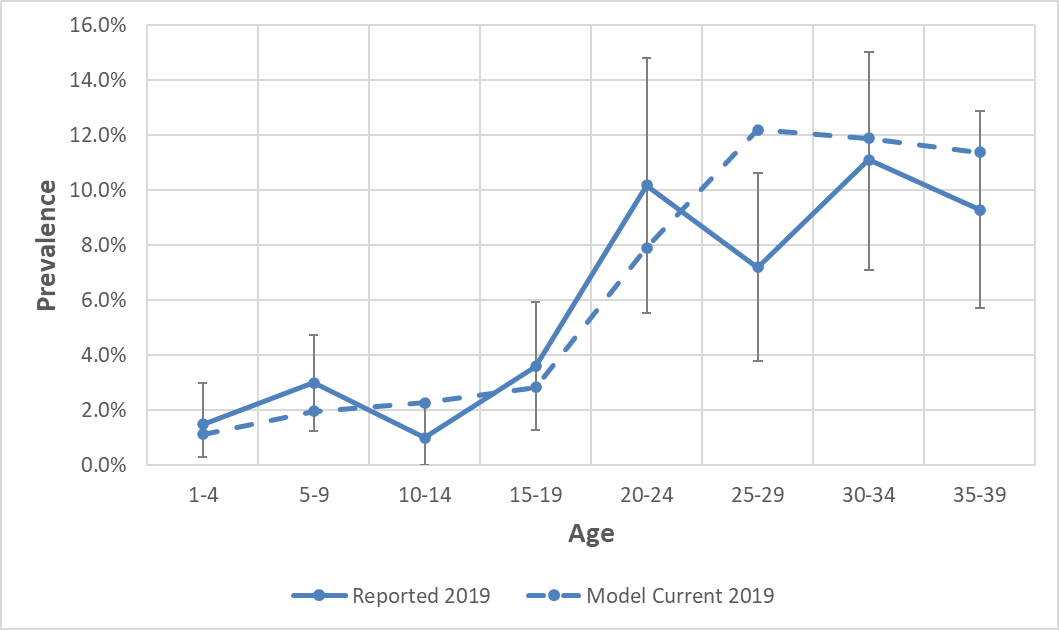 16.0%
14.0%
12.0%
10.0%
8.0%
6.0%
4.0%
2.0%
0.0%
Prevalence
1-4 5-9 10-14 15-19 20-24 25-29 30-34 35-39
Age
Reported 2019 Model Current 2019